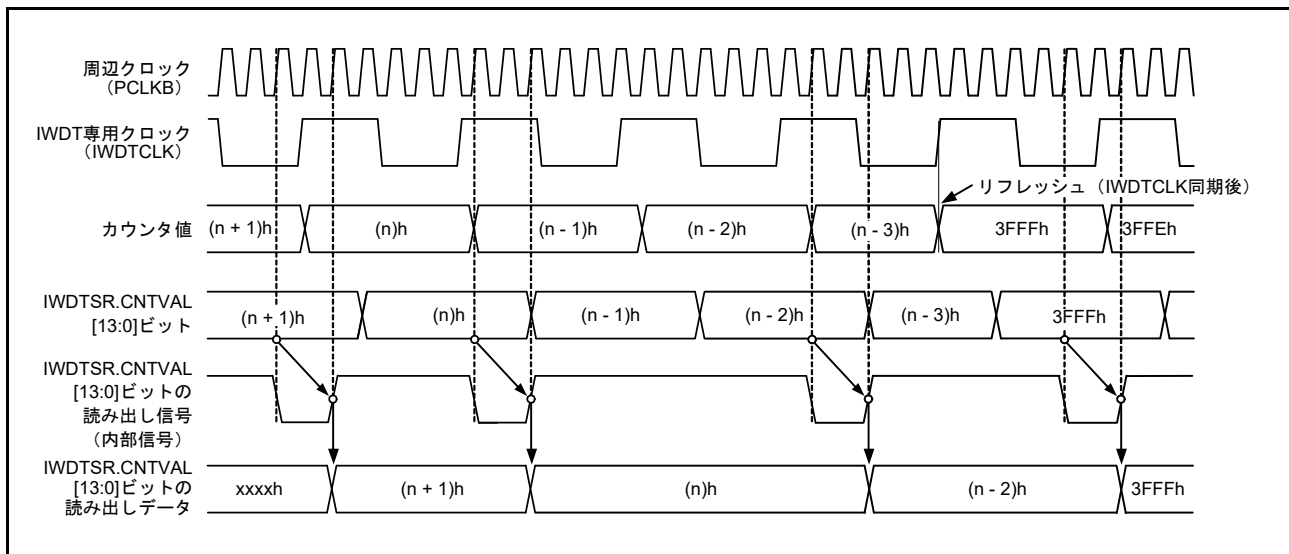 周辺クロック
（PCLKB）
IWDT専用クロック
（IWDTCLK）
リフレッシュ（IWDTCLK同期後）
カウンタ値
(n + 1)h
(n)h
(n - 1)h
(n - 2)h
(n - 3)h
3FFFh
3FFEh
IWDTSR.CNTVAL
[13:0]ビット
(n + 1)h
(n)h
(n - 1)h
(n - 2)h
(n - 3)h
3FFFh
IWDTSR.CNTVAL
[13:0]ビットの
読み出し信号
（内部信号）
IWDTSR.CNTVAL
[13:0]ビットの
読み出しデータ
xxxxh
(n + 1)h
(n)h
(n - 2)h
3FFFh